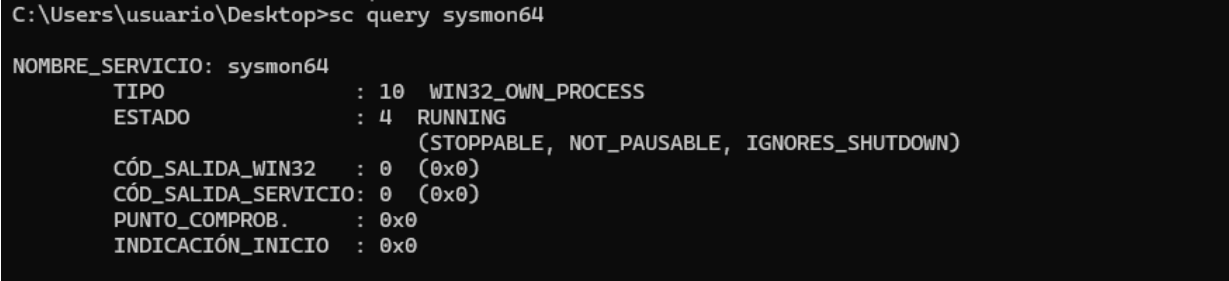 C:\Users\usuario\Desktop>sc query sysmon64
NOMBRE_SERVICIO: sysmon64
TIPO : 10 WIN32_OWN_PROCESS
ESTADO : 4 RUNNING
(STOPPABLE, NOT_PAUSABLE, IGNORES_SHUTDOWN)
CÓD_SALIDA_WIN32 : 0 (0x0)
CÓD_SALIDA_SERVICIO: 0 (0x0)
PUNTO_COMPROB. : 0x0
INDICACIÓN_INICIO : 0x0